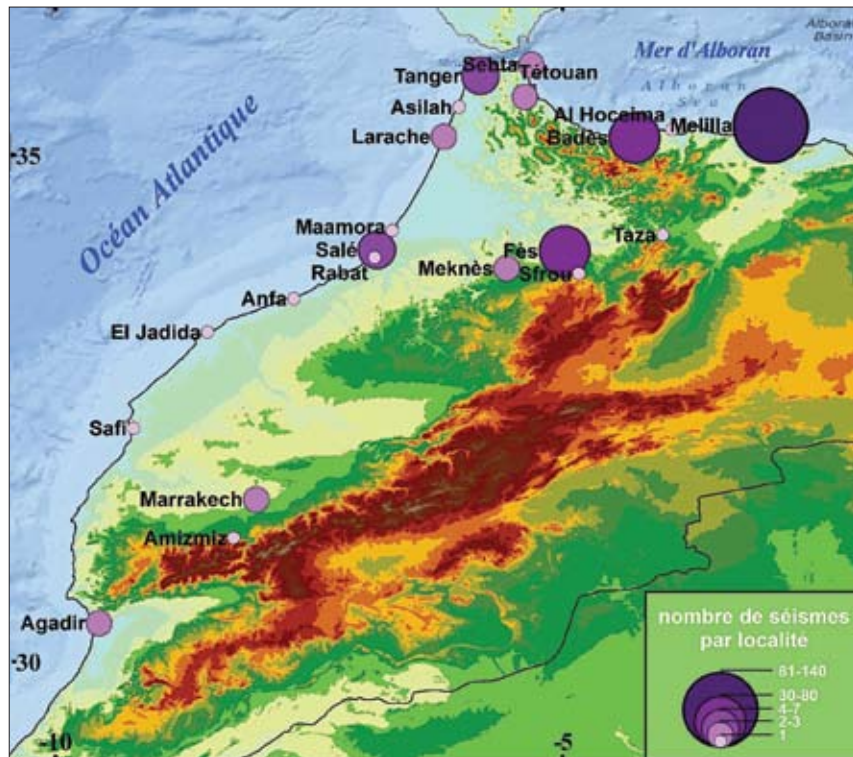 Alboran
Basin
Mer d'Alboran
Alboran
Sea
Sebta
Tanger
Tétouan
Asilah
Al Hoceima
Melilla
Larache
Badès
35
Océan Atlantique
Maamora
Salé
Rabat
Fès
Taza
Meknès
Sfrou
Anfa
El Jadida
Safi
Marrakech
Amizmiz
Agadir
nombre de séismes
par localité
81-140
30-80
4-7
2-3
1
30
-10
-5